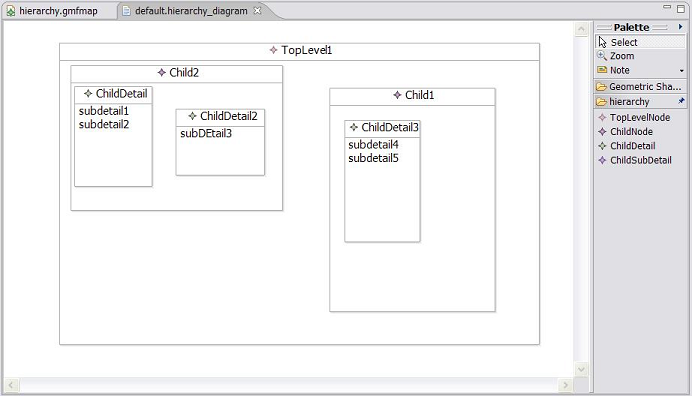 hierarchy.gmfmap
default.hierarchy_diagram
TopLevel1
Child2
ChildDetail
subdetail1
subdetail2
ChildDetail2
subDEtail3
Child1
ChildDetail3
subdetail4
subdetail5
Palette
Select
Zoom
Note
Geometric Sha...
hierarchy
TopLevelNode
ChildNode
ChildDetail
ChildSubDetail